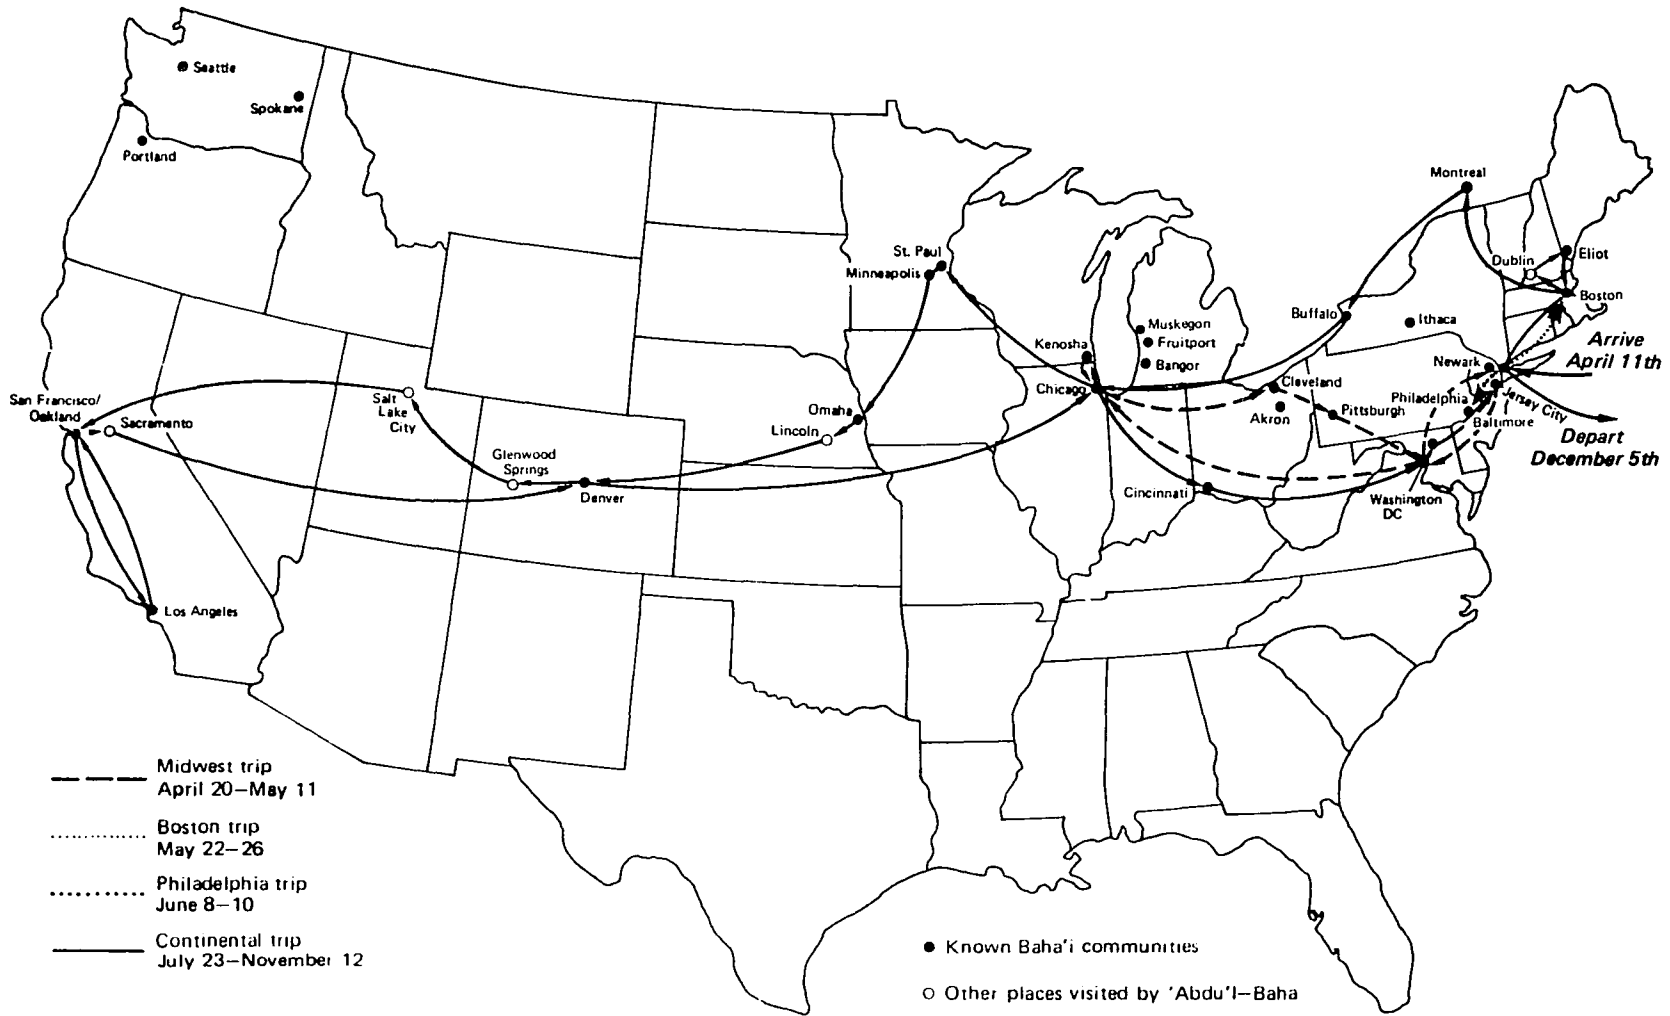 Seattle
Spokane
Portland
Montreal
St. Paul
Minneapolis
Dublin
Eliot
Boston
Buffalo
Ithaca
Muskegon
Fruitport
Bangor
Kenosha
Chicago
Arrive
April 11th
Newark
Cleveland
Akron
Pittsburgh
Philadelphia
Jersey City
Baltimore
Depart
December 5th
San Francisco/
Oakland
Sacramento
Salt
Lake
City
Omaha
Lincoln
Glenwood
Springs
Denver
Cincinnati
Washington
DC
Los Angeles
Midwest trip
April 20–May 11
Boston trip
May 22–26
Philadelphia trip
June 8–10
Continental trip
July 23–November 12
Known Baha'i communities
Other places visited by 'Abdu'l–Baha